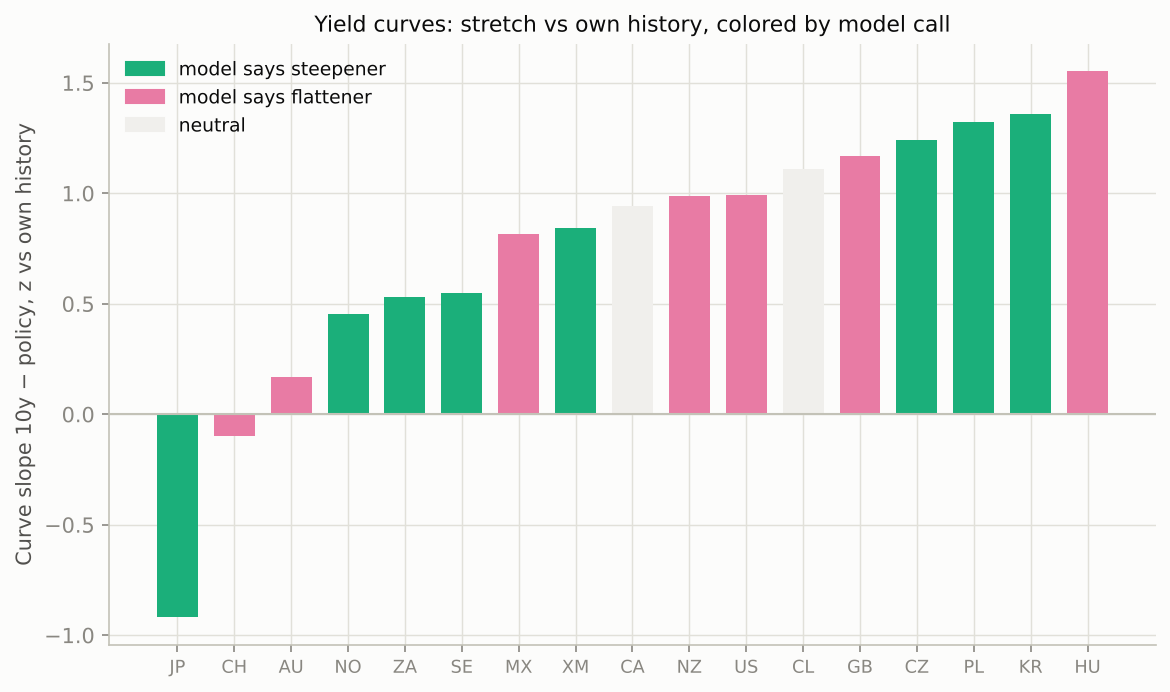 Yield curves: stretch vs own history, colored by model call
model says steepener
model says flattener
neutral
Curve slope 10y − policy, z vs own history
1.5
1.0
0.5
0.0
−0.5
−1.0
JP CH AU NO ZA SE MX XM CA NZ US CL GB CZ PL KR HU